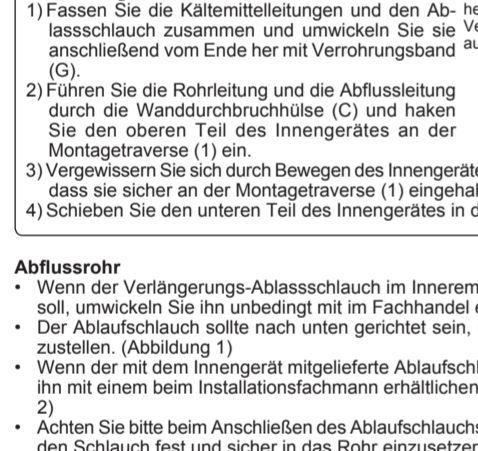 1) Fassen Sie die Kältemittelleitungen und den Ab-
lassschlauch zusammen und umwickeln Sie sie
anschließend vom Ende her mit Verrohrungsband
(G).
2) Führen Sie die Rohrleitung und die Abflussleitung
durch die Wanddurchbruchhülse (C) und haken
Sie den oberen Teil des Innengerätes an der
Montagetraverse (1) ein.
3) Vergewissern Sie sich durch Bewegen des Innengeräte
dass sie sicher an der Montagetraverse (1) eingehal
4) Schieben Sie den unteren Teil des Innengerätes in d
Abflussrohr
• Wenn der Verlängerungs-Ablassschlauch im Innerem
soll, umwickeln Sie ihn unbedingt mit im Fachhandel e
• Der Ablaufschlauch sollte nach unten gerichtet sein,
zustellen. (Abbildung 1)
• Wenn der mit dem Innengerät mitgelieferte Ablaufschl
ihn mit einem beim Installationsfachmann erhältlichen
2)
• Achten Sie bitte beim Anschließen des Ablaufschlauchs
den Schlauch fest und sicher in das Rohr einzusetzen
he
Ve
au